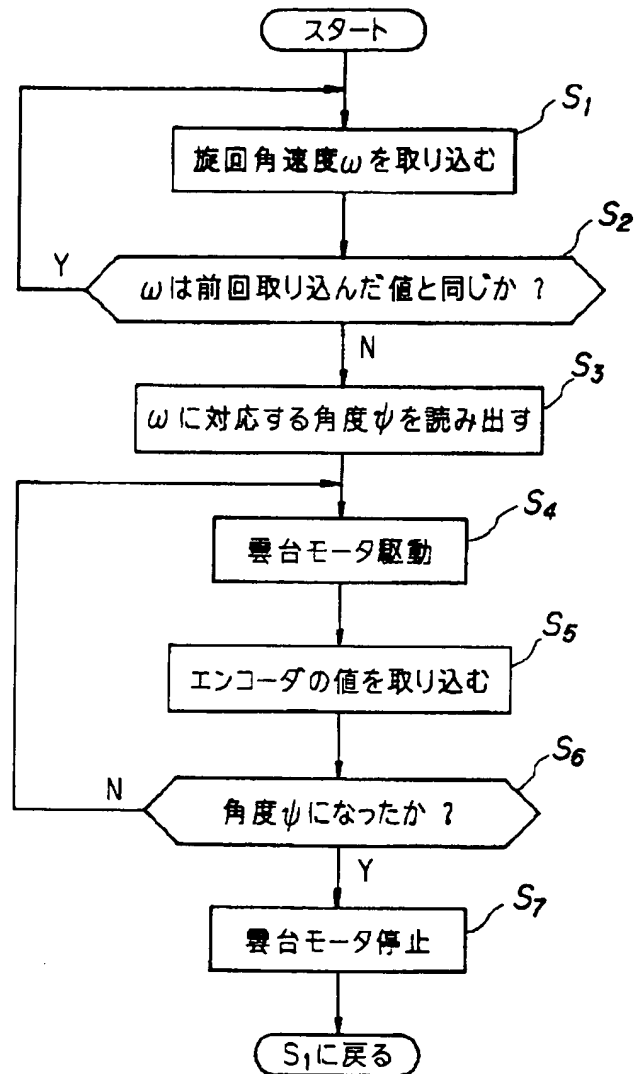 スタート
S1
旋回角速度ωを取り込む
S2
Y
ωは前回取り込んだ値と同じか？
N
S3
ωに対応する角度ψを読み出す
S4
雲台モータ駆動
S5
エンコーダの値を取り込む
S6
N
角度ψになったか？
Y
S7
雲台モータ停止
S1に戻る